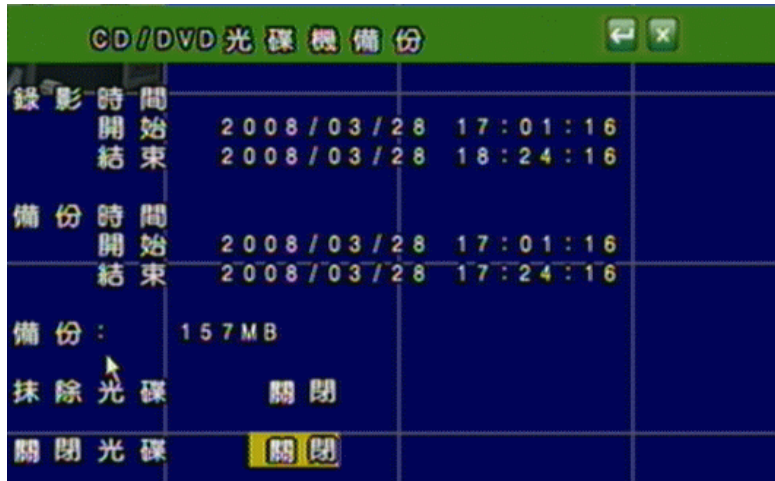 CD/DVD光碟機備份
錄影時間
開始 2008/03/28 17:01:16
結束 2008/03/28 18:24:16
備份時間
開始 2008/03/28 17:01:16
結束 2008/03/28 17:24:16
備份: 157MB
抹除光碟 關閉
關閉光碟 關閉